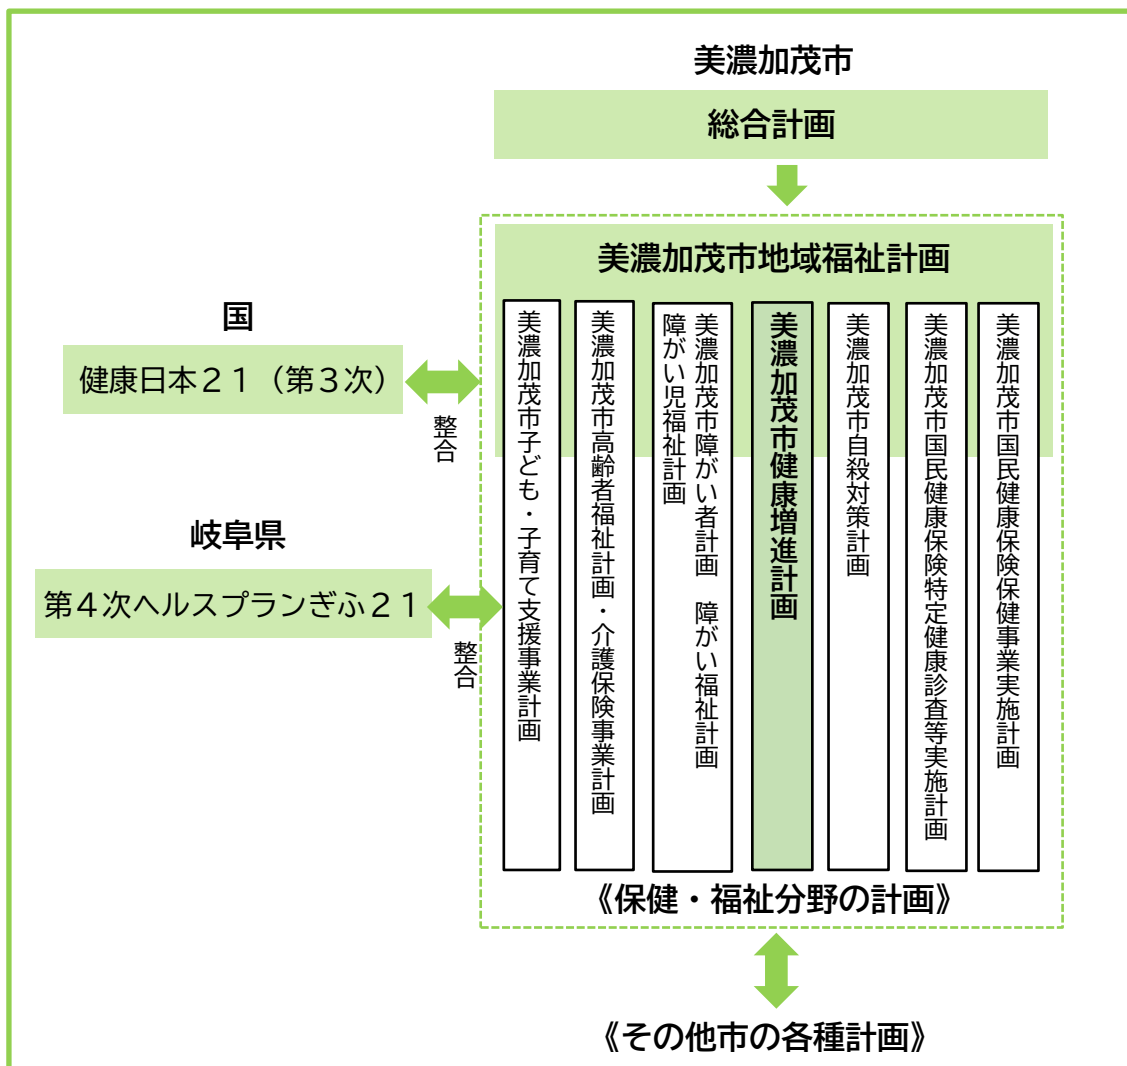 美濃加茂市
総合計画
美濃加茂市地域福祉計画
国
健康日本２１（第３次）
整合
岐阜県
第４次ヘルスプランぎふ２１
整合
美濃加茂市子ども・子育て支援事業計画
美濃加茂市高齢者福祉計画・介護保険事業計画
美濃加茂市障がい者計画　障がい福祉計画
障がい児福祉計画
美濃加茂市健康増進計画
美濃加茂市自殺対策計画
美濃加茂市国民健康保険特定健康診査等実施計画
美濃加茂市国民健康保険保健事業実施計画
《保健・福祉分野の計画》
《その他市の各種計画》